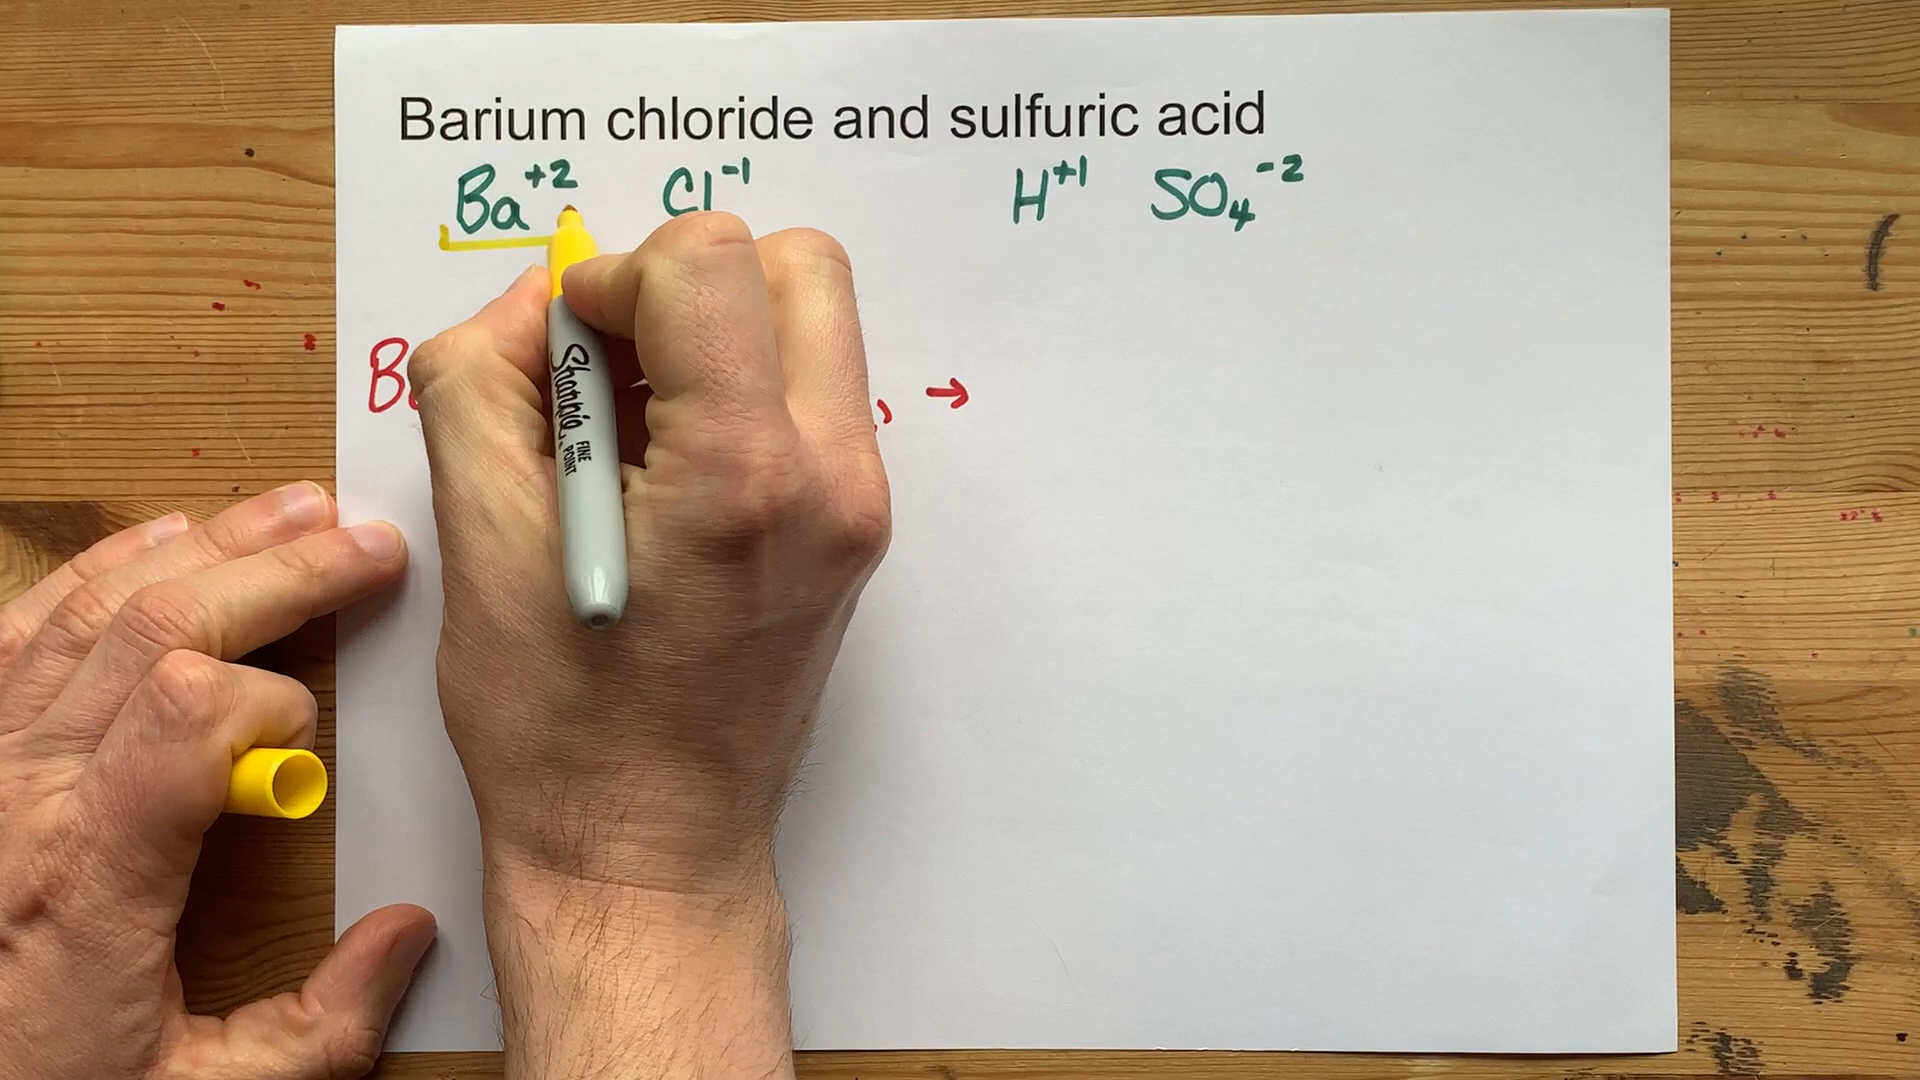 Barium chloride and sulfuric acid
Ba⁺² Cl⁻¹ H⁺¹ SO₄⁻²
→
Sharpie. FINE POINT